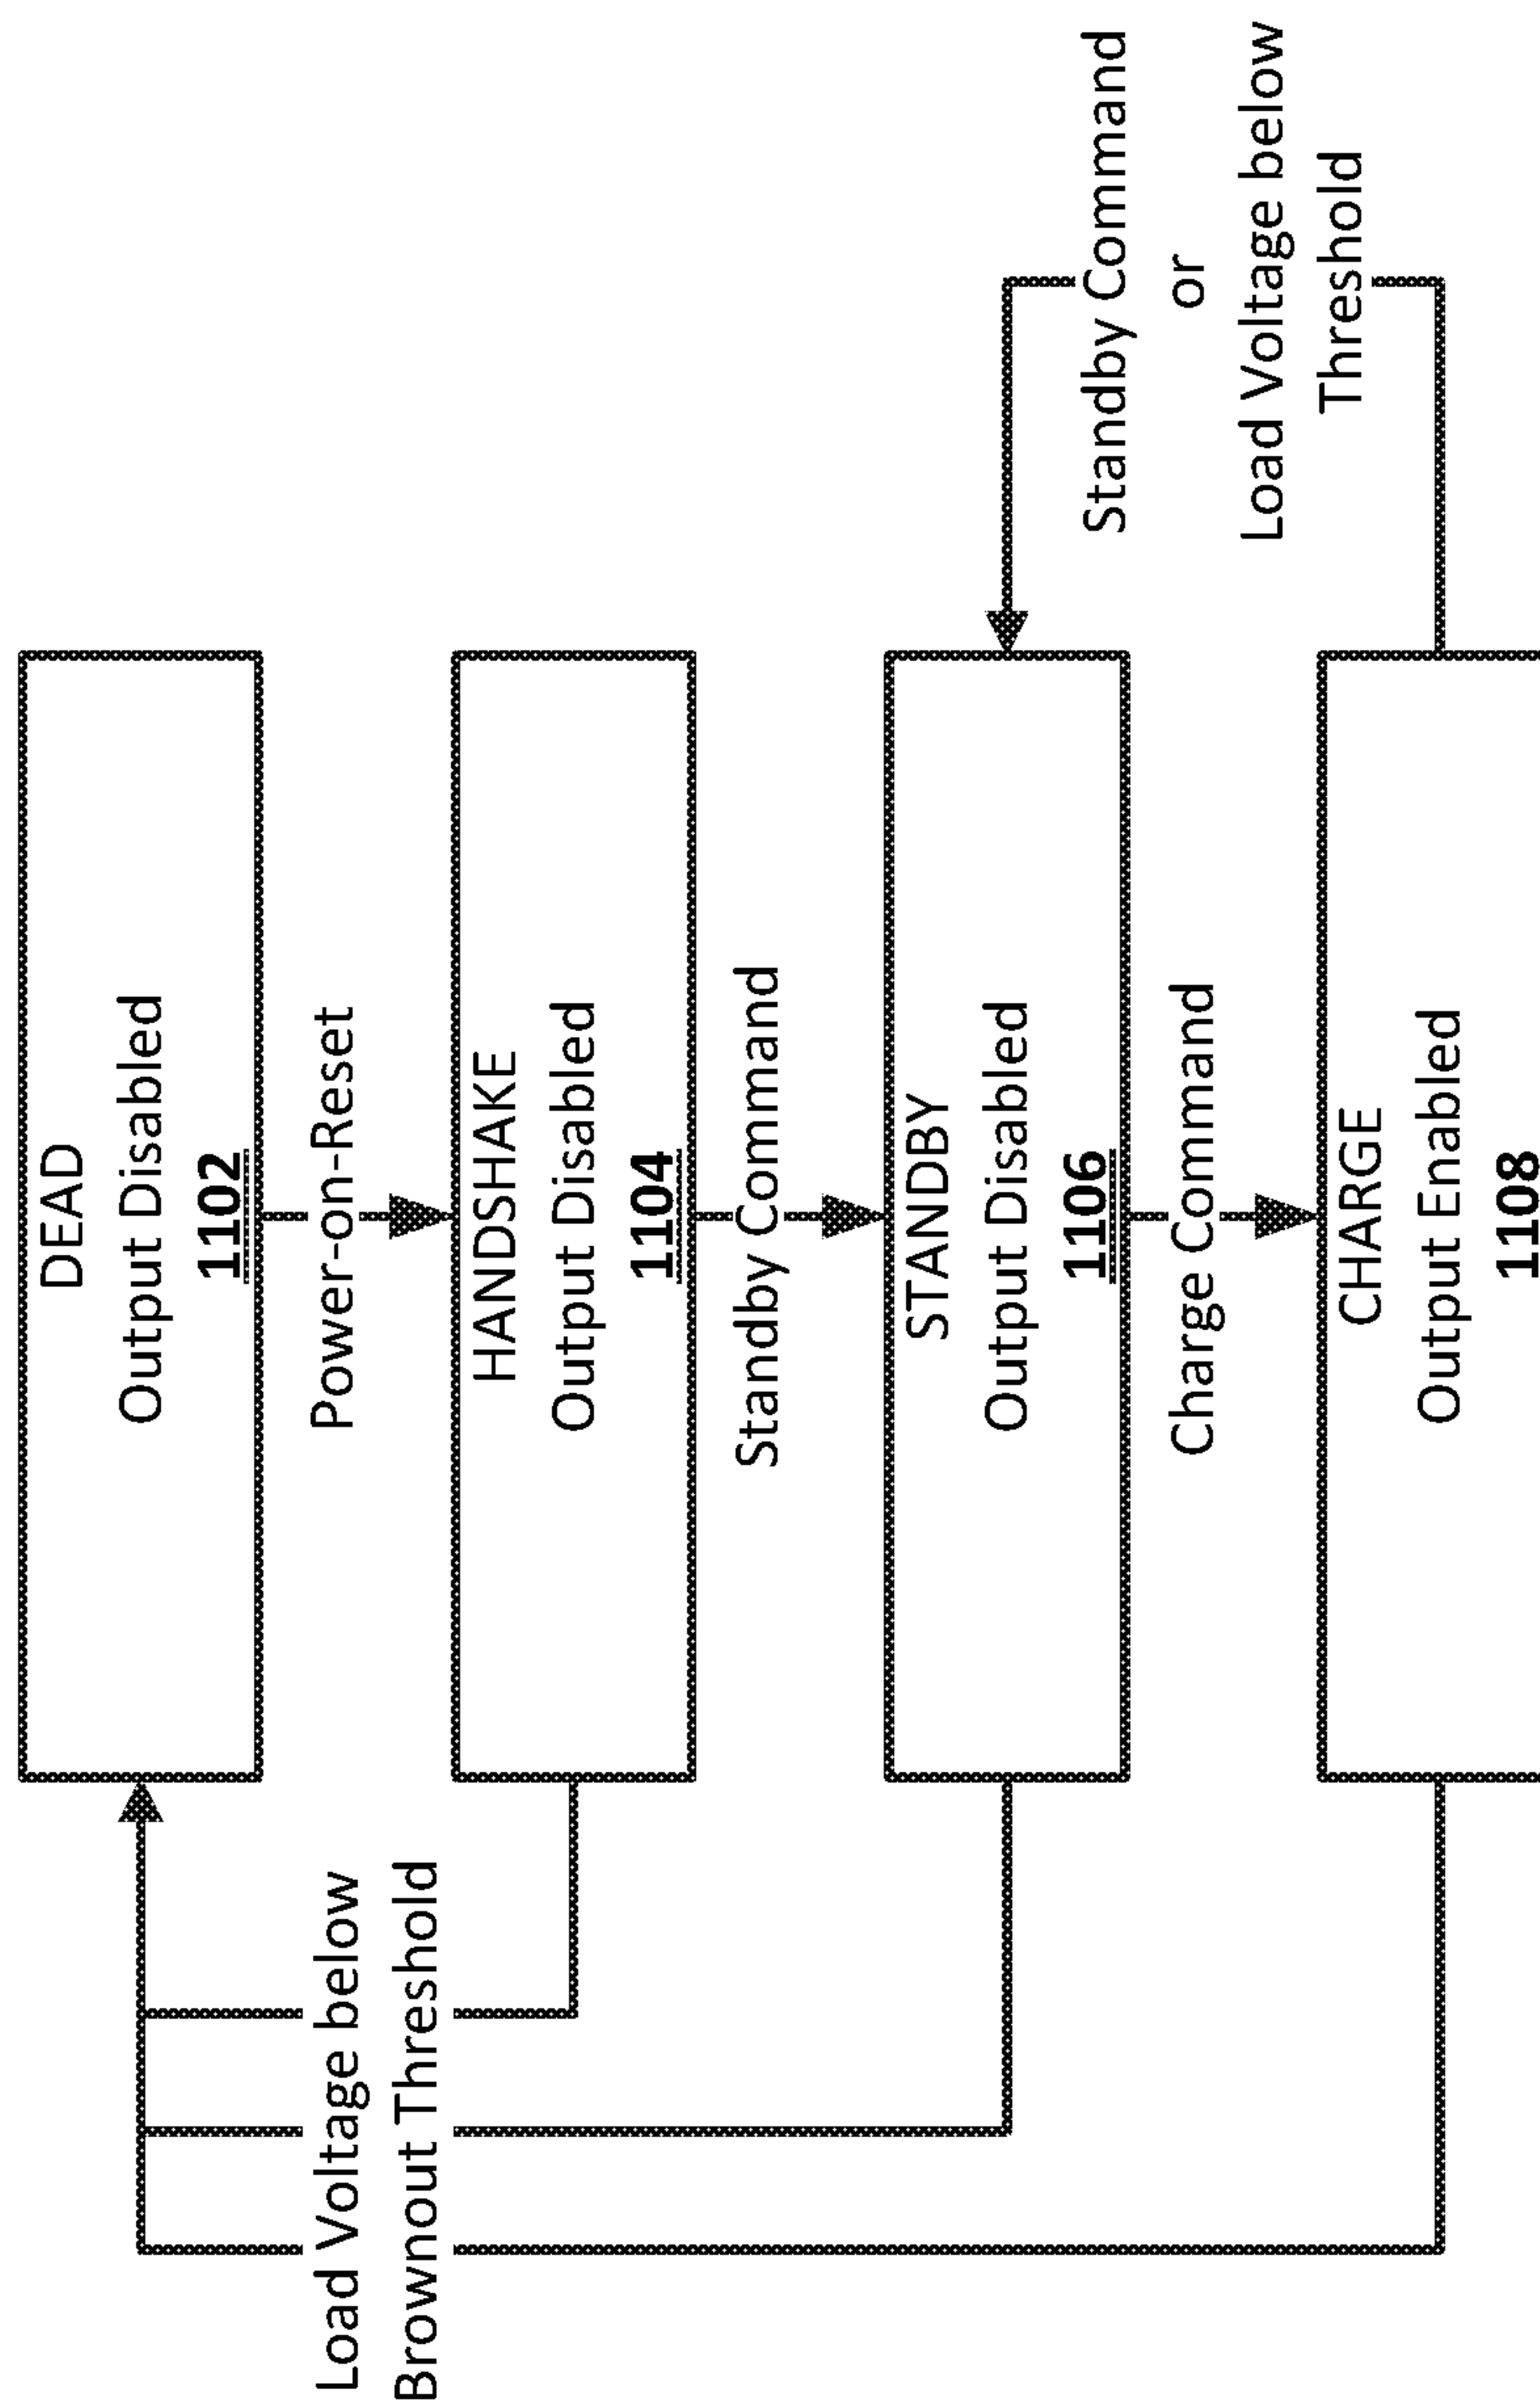 DEAD
Output Disabled
1102
Power-on-Reset
HANDSHAKE
Output Disabled
1104
Standby Command
STANDBY
Output Disabled
1106
Charge Command
CHARGE
Output Enabled
1108
Load Voltage below
Brownout Threshold
Standby Command
or
Load Voltage below
Threshold